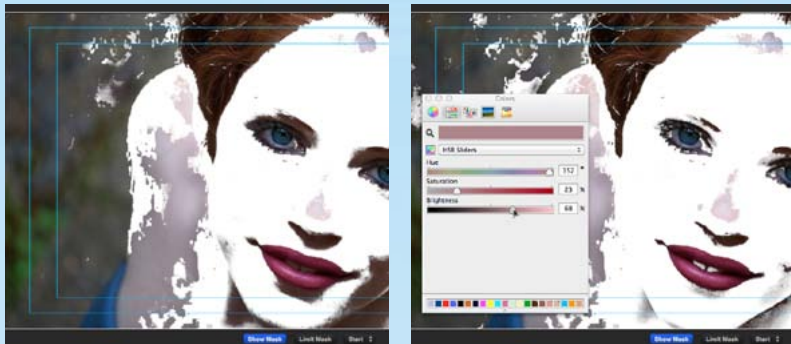 Show Mask Limit Mask Start
Colors
HSB Sliders
Hue
352 °
Saturation
23 %
Brightness
68 %
Show Mask Limit Mask Start